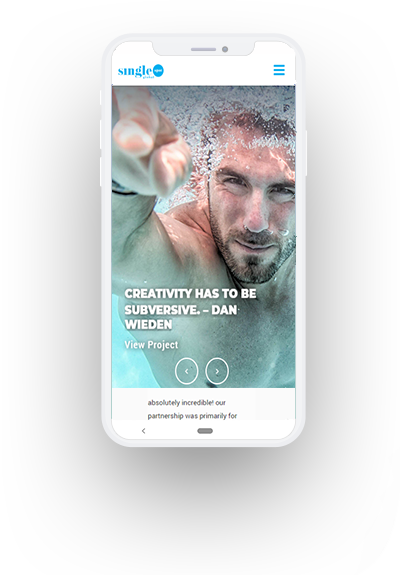 single
CREATIVITY HAS TO BE
SUBVERSIVE. – DAN
WIEDEN
View Project
absolutely incredible! our
partnership was primarily for